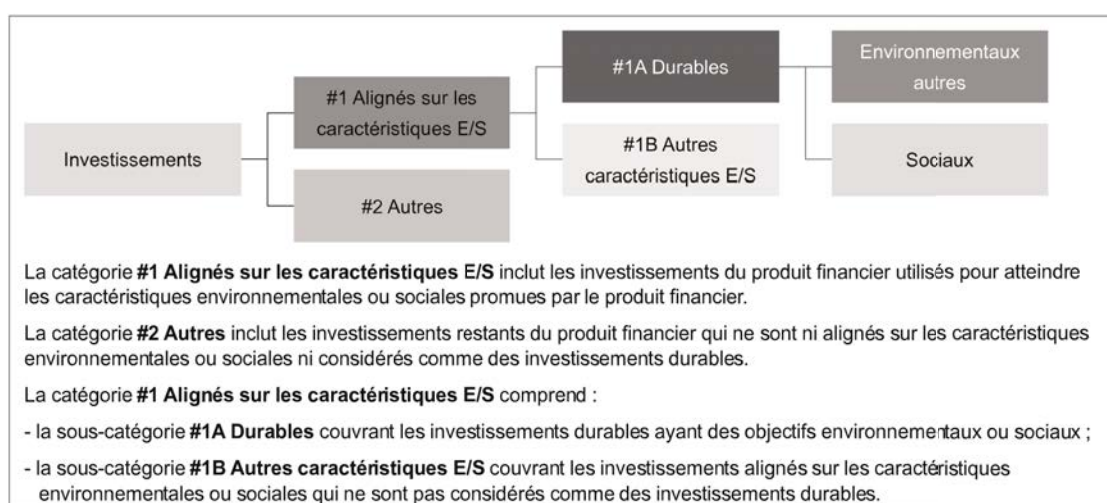 #1A Durables
Environnementaux
autres
#1 Alignés sur les
caractéristiques E/S
Investissements
#1B Autres
caractéristiques E/S
Sociaux
#2 Autres
La catégorie #1 Alignés sur les caractéristiques E/S inclut les investissements du produit financier utilisés pour atteindre
les caractéristiques environnementales ou sociales promues par le produit financier.
La catégorie #2 Autres inclut les investissements restants du produit financier qui ne sont ni alignés sur les caractéristiques
environnementales ou sociales ni considérés comme des investissements durables.
La catégorie #1 Alignés sur les caractéristiques E/S comprend :
- la sous-catégorie #1A Durables couvrant les investissements durables ayant des objectifs environnementaux ou sociaux ;
- la sous-catégorie #1B Autres caractéristiques E/S couvrant les investissements alignés sur les caractéristiques
environnementales ou sociales qui ne sont pas considérés comme des investissements durables.